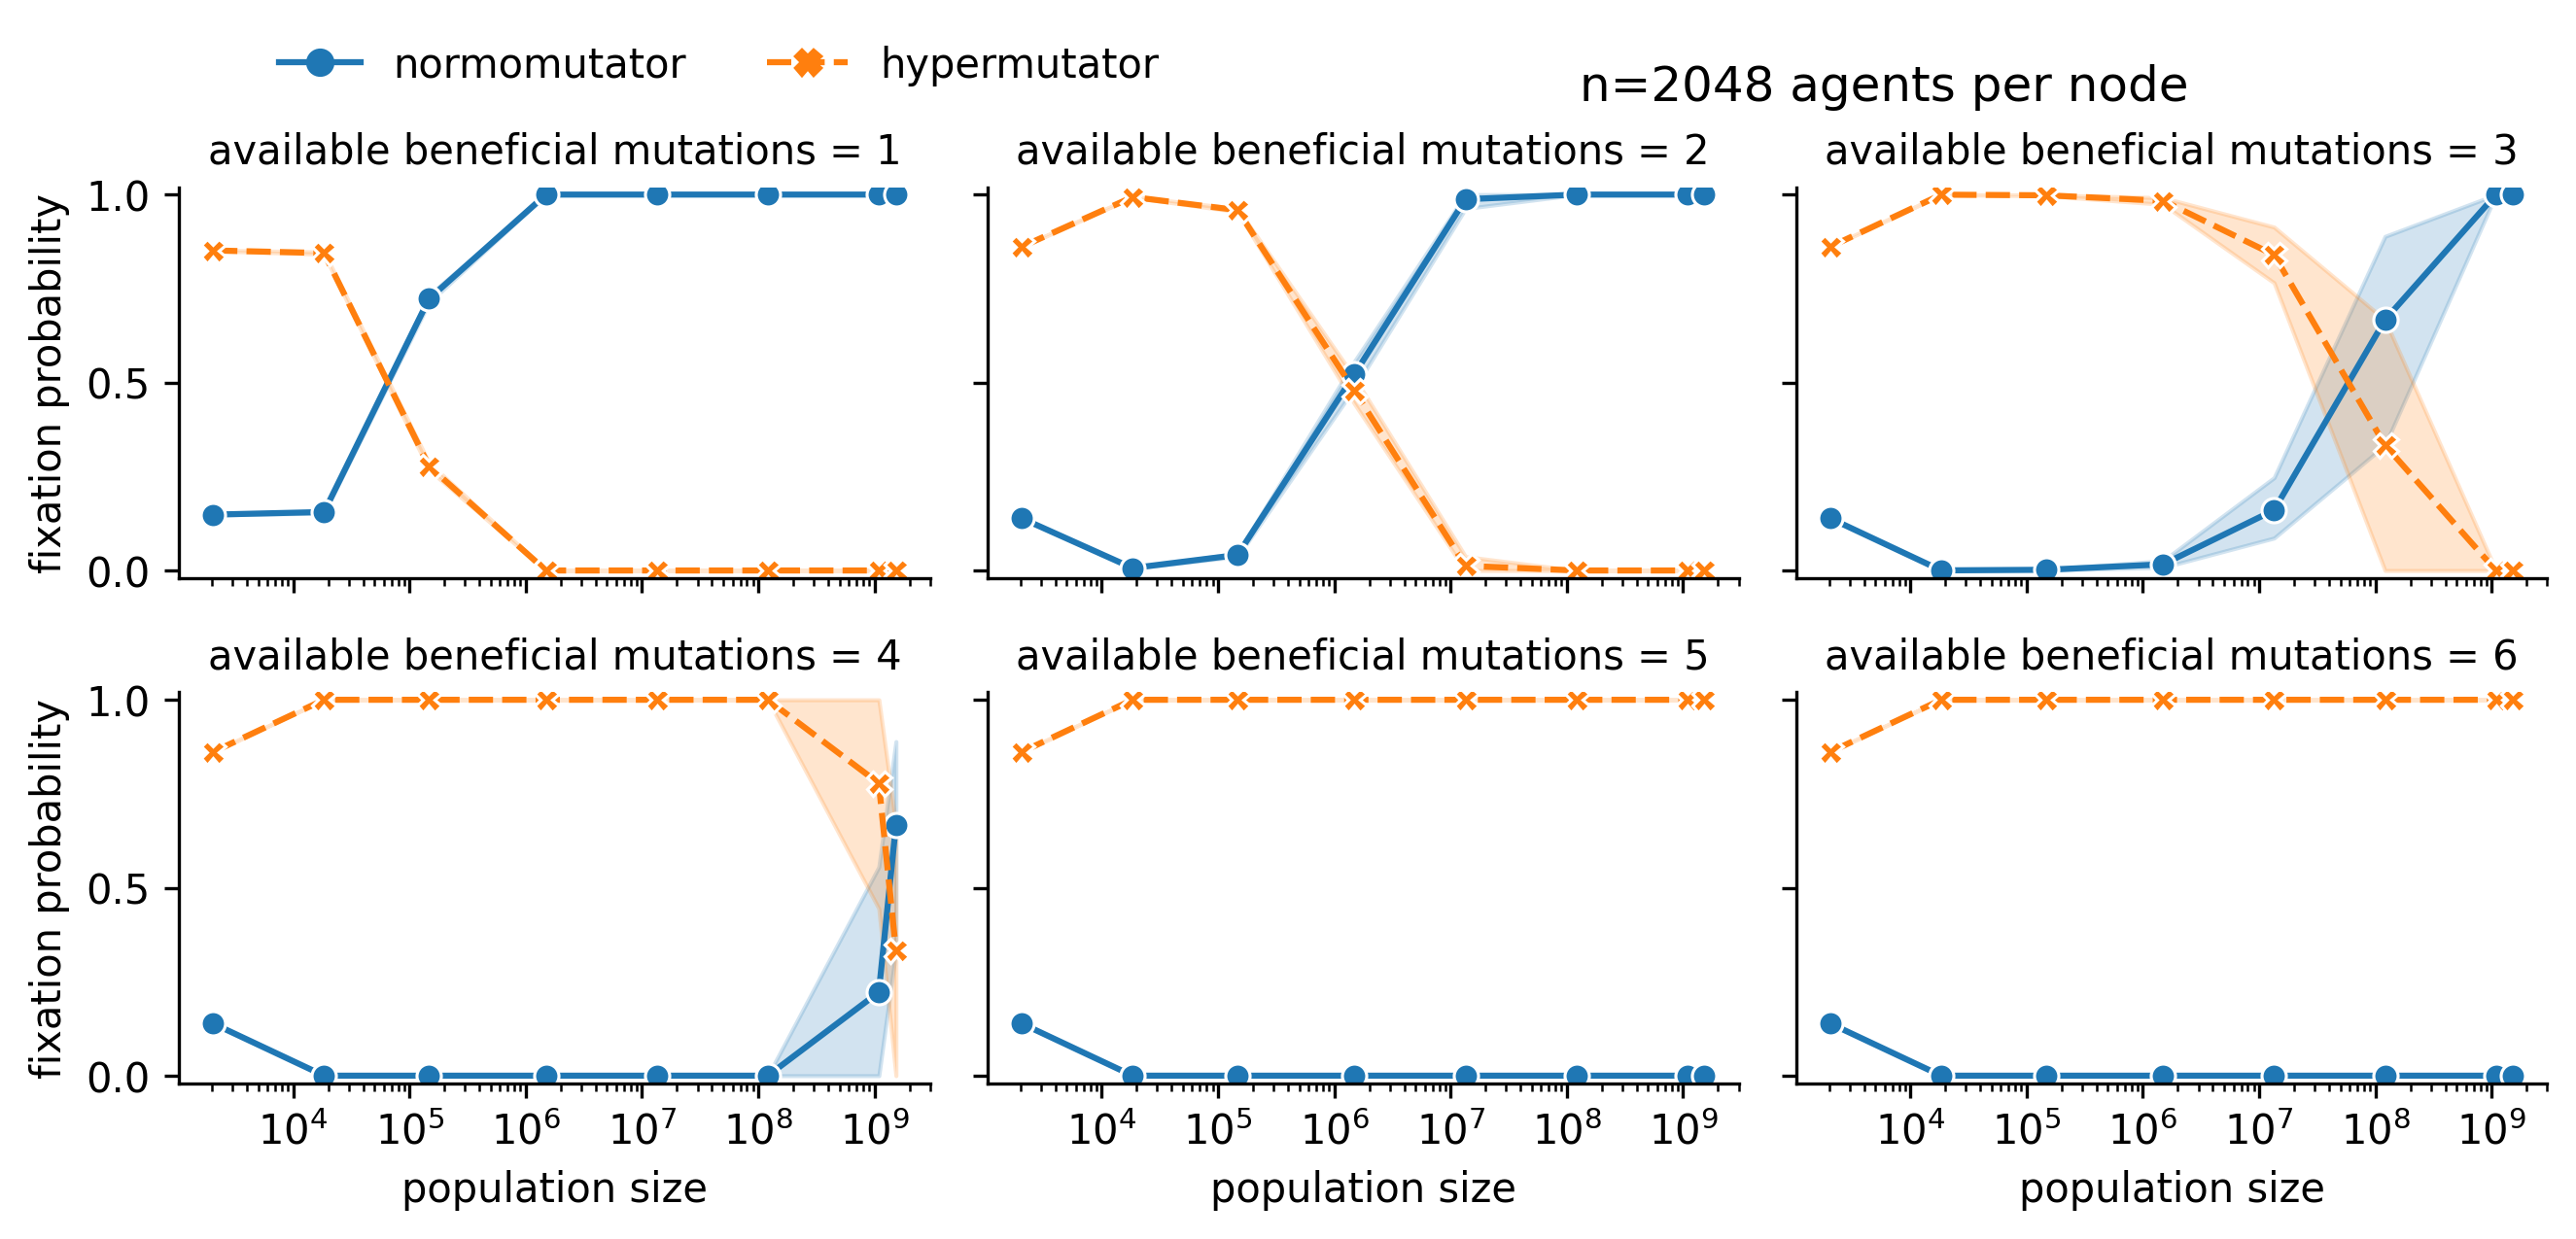 normomutator hypermutator
n=2048 agents per node
available beneficial mutations = 1 available beneficial mutations = 2 available beneficial mutations = 3
fixation probability
1.0
0.5
0.0
available beneficial mutations = 4 available beneficial mutations = 5 available beneficial mutations = 6
fixation probability
1.0
0.5
0.0
10⁴ 10⁵ 10⁶ 10⁷ 10⁸ 10⁹ 10⁴ 10⁵ 10⁶ 10⁷ 10⁸ 10⁹ 10⁴ 10⁵ 10⁶ 10⁷ 10⁸ 10⁹
population size population size population size